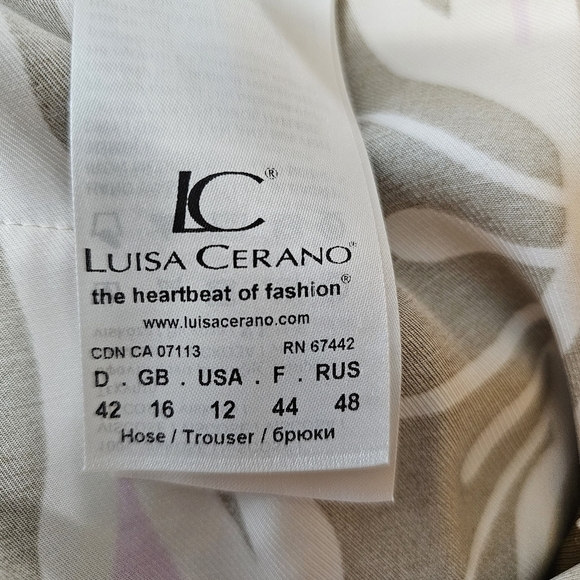 LC®
LUISA CERANO®
the heartbeat of fashion®
www.luisacerano.com
CDN CA 07113 RN 67442
D . GB . USA . F . RUS
42 16 12 44 48
Hose / Trouser / брюки